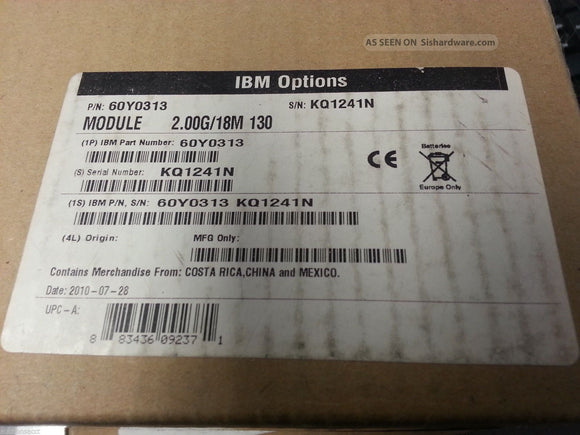 AS SEEN ON Sishardware.com
IBM Options
P/N: 60Y0313 S/N: KQ1241N
MODULE 2.00G/18M 130
(1P) IBM Part Number: 60Y0313
(S) Serial Number: KQ1241N
(1S) IBM P/N, S/N: 60Y0313 KQ1241N
CE
Batteries
Europe Only
(4L) Origin: MFG Only:
Contains Merchandise From: COSTA RICA,CHINA and MEXICO.
Date: 2010-07-28
UPC-A:
8 83436 09237 1